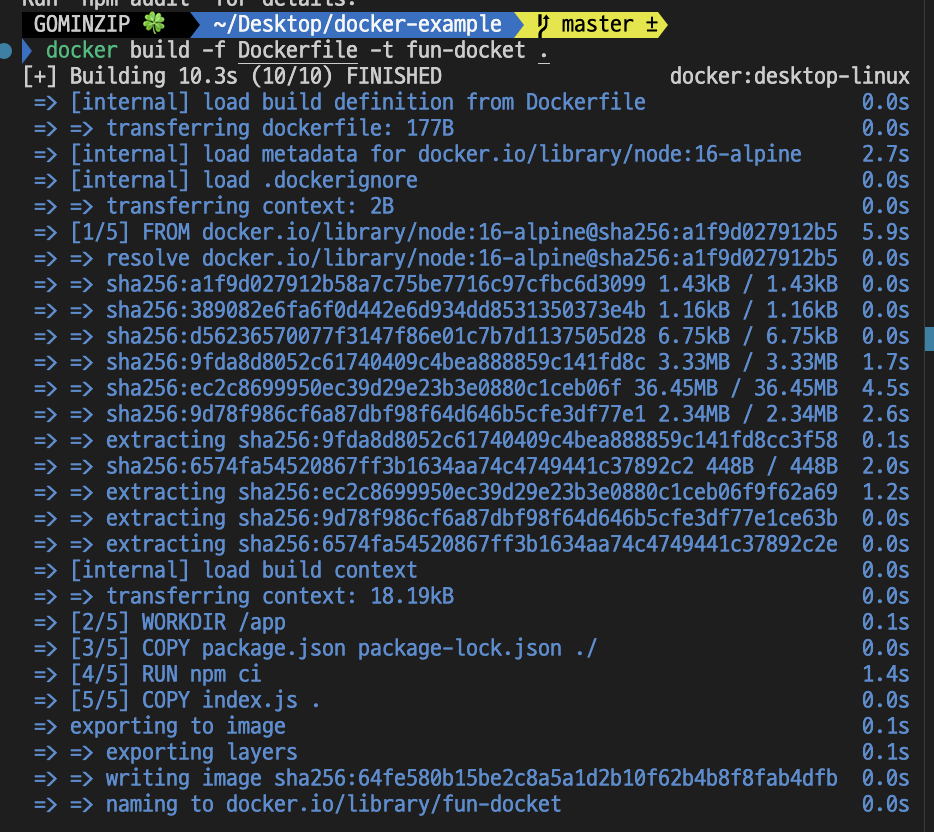 Run `npm audit` for details.
GOMINZIP 🍀 ~/Desktop/docker-example master ±
docker build -f Dockerfile -t fun-docket .
[+] Building 10.3s (10/10) FINISHED docker:desktop-linux
=> [internal] load build definition from Dockerfile 0.0s
=> => transferring dockerfile: 177B 0.0s
=> [internal] load metadata for docker.io/library/node:16-alpine 2.7s
=> [internal] load .dockerignore 0.0s
=> => transferring context: 2B 0.0s
=> [1/5] FROM docker.io/library/node:16-alpine@sha256:a1f9d027912b5 5.9s
=> => resolve docker.io/library/node:16-alpine@sha256:a1f9d027912b5 0.0s
=> => sha256:a1f9d027912b58a7c75be7716c97cfbc6d3099 1.43kB / 1.43kB 0.0s
=> => sha256:389082e6fa6f0d442e6d934dd8531350373e4b 1.16kB / 1.16kB 0.0s
=> => sha256:d56236570077f3147f86e01c7b7d1137505d28 6.75kB / 6.75kB 0.0s
=> => sha256:9fda8d8052c61740409c4bea888859c141fd8c 3.33MB / 3.33MB 1.7s
=> => sha256:ec2c8699950ec39d29e23b3e0880c1ceb06f 36.45MB / 36.45MB 4.5s
=> => sha256:9d78f986cf6a87dbf98f64d646b5cfe3df77e1 2.34MB / 2.34MB 2.6s
=> => extracting sha256:9fda8d8052c61740409c4bea888859c141fd8cc3f58 0.1s
=> => sha256:6574fa54520867ff3b1634aa74c4749441c37892c2 448B / 448B 2.0s
=> => extracting sha256:ec2c8699950ec39d29e23b3e0880c1ceb06f9f62a69 1.2s
=> => extracting sha256:9d78f986cf6a87dbf98f64d646b5cfe3df77e1ce63b 0.0s
=> => extracting sha256:6574fa54520867ff3b1634aa74c4749441c37892c2e 0.0s
=> [internal] load build context 0.0s
=> => transferring context: 18.19kB 0.0s
=> [2/5] WORKDIR /app 0.1s
=> [3/5] COPY package.json package-lock.json ./ 0.0s
=> [4/5] RUN npm ci 1.4s
=> [5/5] COPY index.js . 0.0s
=> exporting to image 0.1s
=> => exporting layers 0.1s
=> => writing image sha256:64fe580b15be2c8a5a1d2b10f62b4b8f8fab4dfb 0.0s
=> => naming to docker.io/library/fun-docket 0.0s